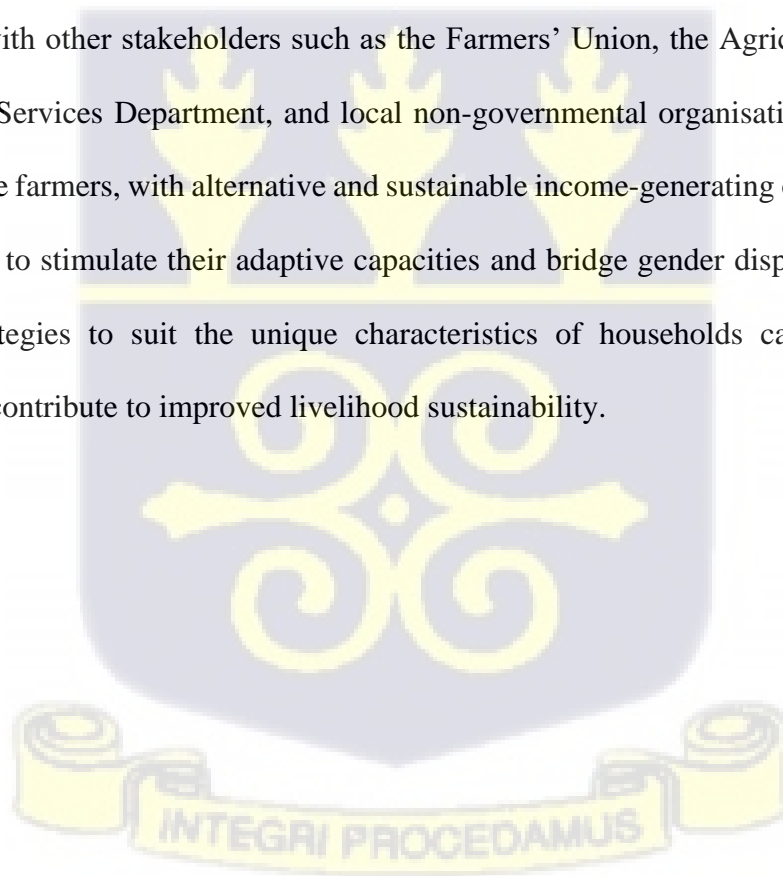 with other stakeholders such as the Farmers’ Union, the Agric
Services Department, and local non-governmental organisati
e farmers, with alternative and sustainable income-generating
to stimulate their adaptive capacities and bridge gender disp
tegies to suit the unique characteristics of households ca
contribute to improved livelihood sustainability.
INTEGRI PROCEDAMUS